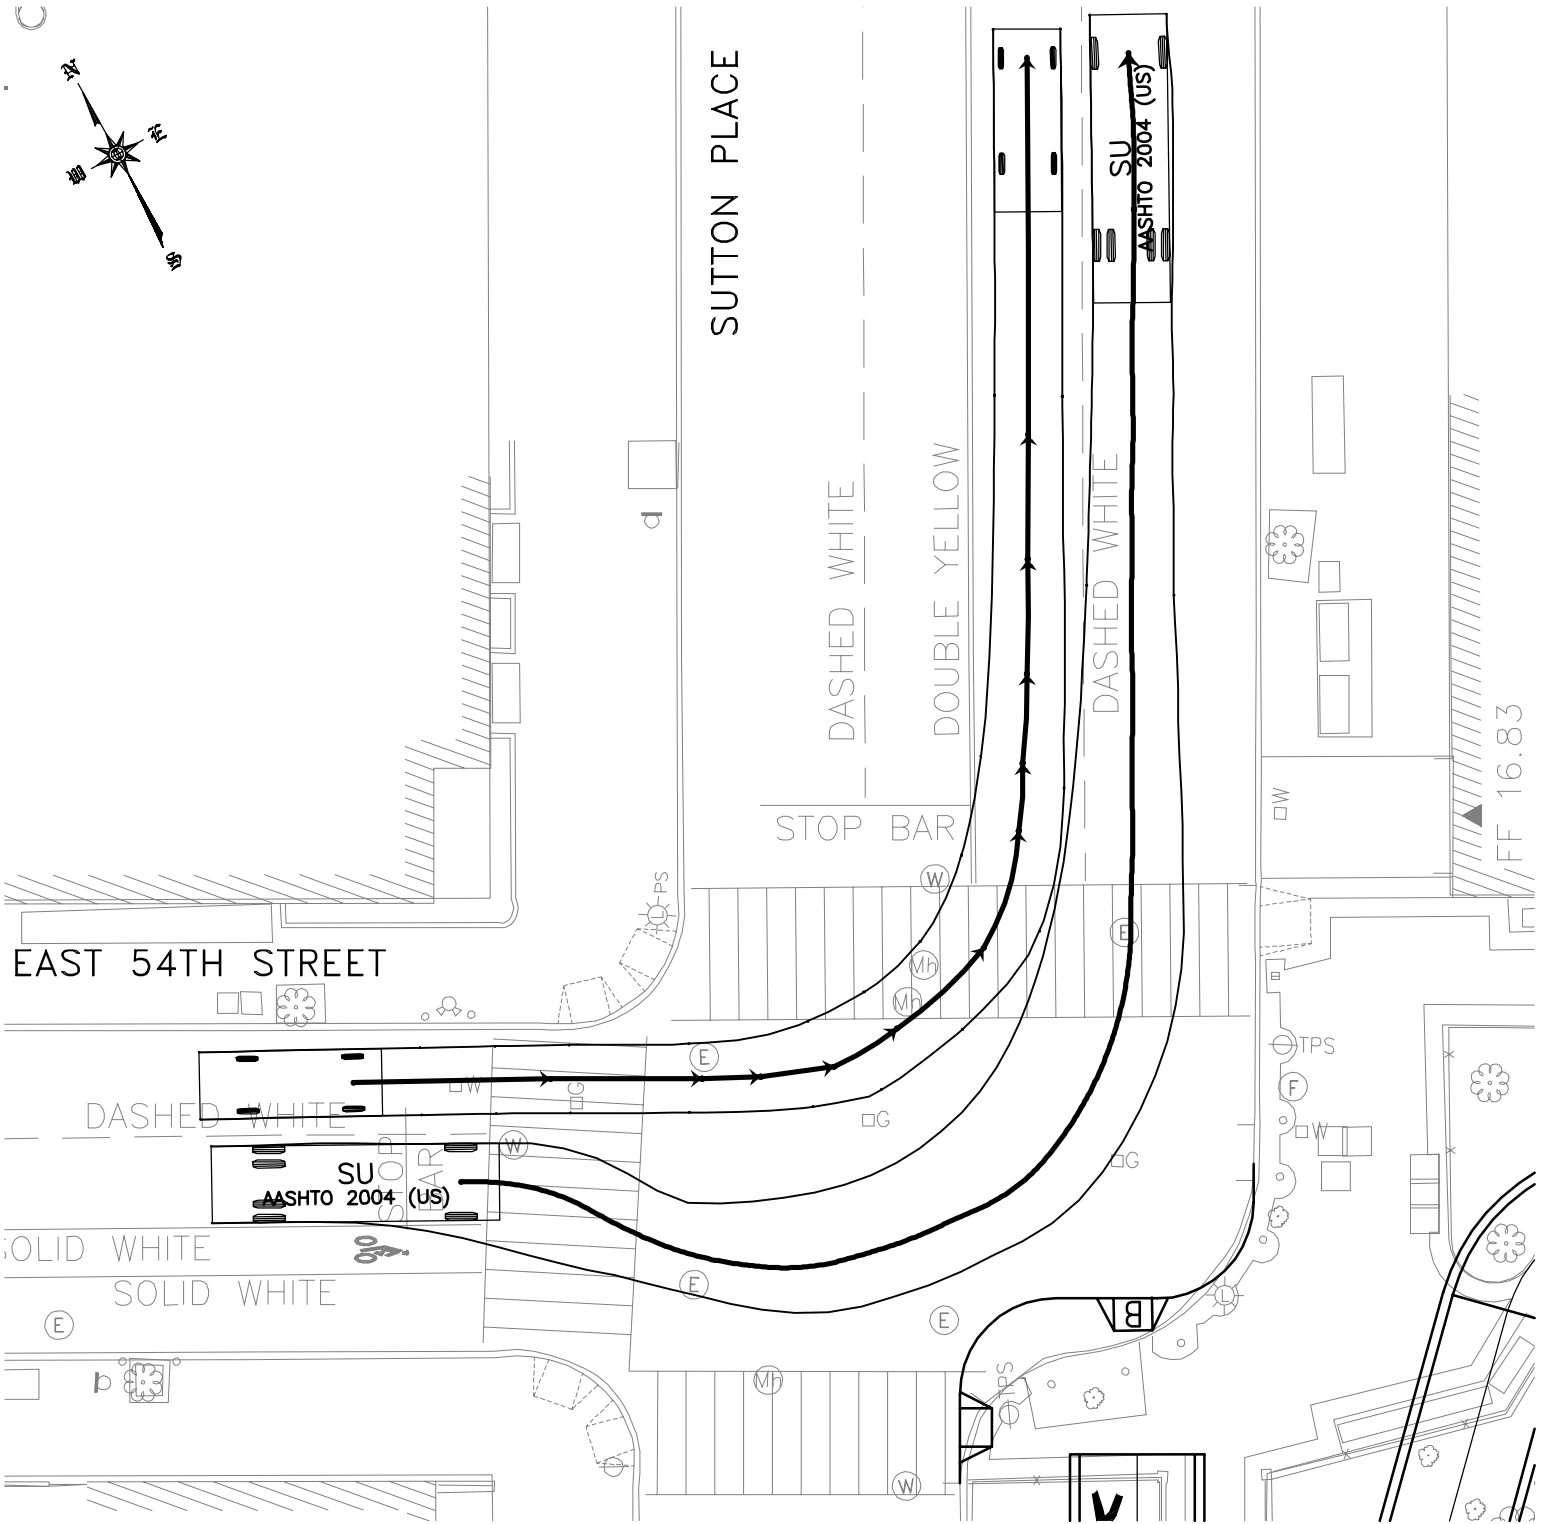 N
E
W
S
SUTTON PLACE
SU
AASHTO 2004 (US)
DASHED WHITE
DOUBLE YELLOW
DASHED WHITE
FF 16.83
W
STOP BAR
PS
L
W
E
EAST 54TH STREET
Mh
Mh
TPS
E
W
G
F
DASHED WHITE
G
W
W
G
STOP
BAR
SU
AASHTO 2004 (US)
SOLID WHITE
SOLID WHITE
E
L
B
E
E
Mh
TPS
W